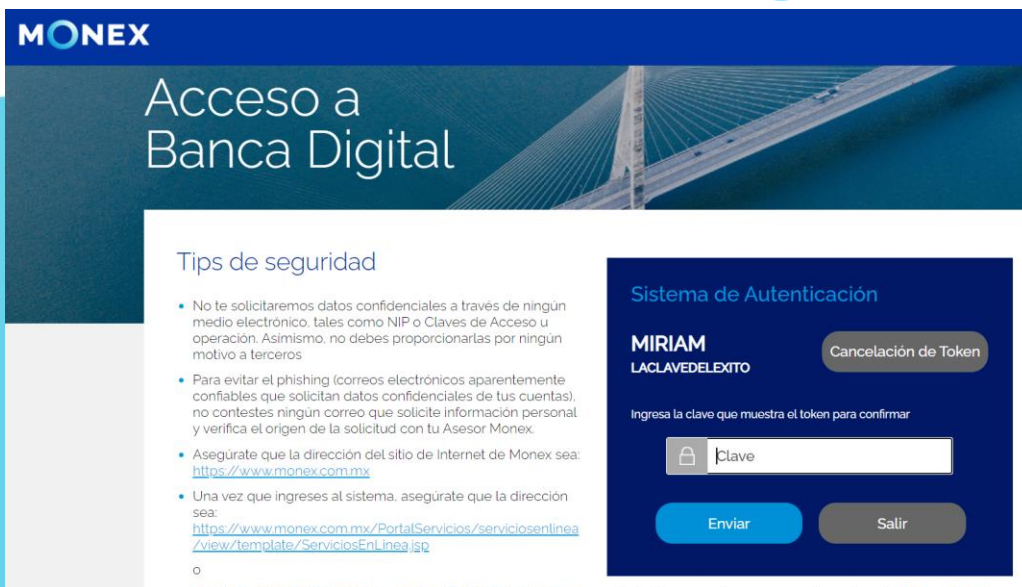 MONEX
Acceso a
Banca Digital
Tips de seguridad
No te solicitaremos datos confidenciales a través de ningún
medio electrónico, tales como NIP o Claves de Acceso u
operación. Asimismo, no debes proporcionarlas por ningún
motivo a terceros
Para evitar el phishing (correos electrónicos aparentemente
confiables que solicitan datos confidenciales de tus cuentas),
no contestes ningún correo que solicite información personal
y verifica el origen de la solicitud con tu Asesor Monex.
Asegúrate que la dirección del sitio de Internet de Monex sea:
https://www.monex.com.mx
Una vez que ingreses al sistema, asegúrate que la dirección
sea:
https://www.monex.com.mx/PortalServicios/serviciosenlinea
/view/template/ServiciosEnLinea.jsp
o
Sistema de Autenticación
MIRIAM
LACLAVEDELEXITO
Cancelación de Token
Ingresa la clave que muestra el token para confirmar
Clave
Enviar
Salir